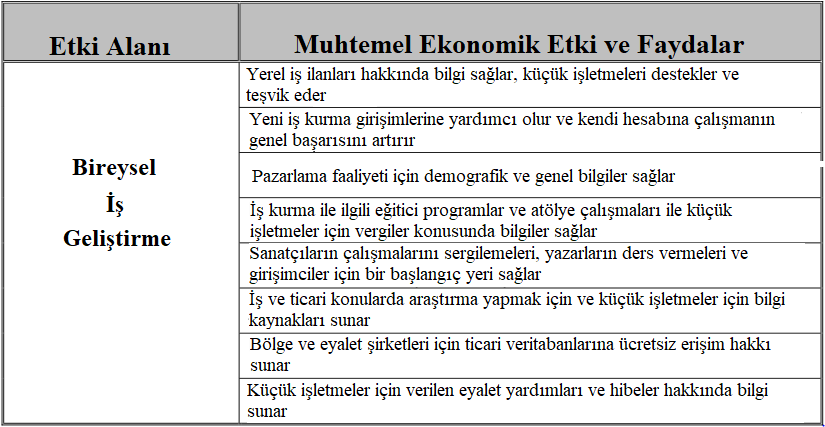 Etki Alanı
Muhtemel Ekonomik Etki ve Faydalar
Bireysel
İş
Geliştirme
Yerel iş ilanları hakkında bilgi sağlar, küçük işletmeleri destekler ve
teşvik eder
Yeni iş kurma girişimlerine yardımcı olur ve kendi hesabına çalışmanın
genel başarısını artırır
Pazarlama faaliyeti için demografik ve genel bilgiler sağlar
İş kurma ile ilgili eğitici programlar ve atölye çalışmaları ile küçük
işletmeler için vergiler konusunda bilgiler sağlar
Sanatçıların çalışmalarını sergilemeleri, yazarların ders vermeleri ve
girişimciler için bir başlangıç yeri sağlar
İş ve ticari konularda araştırma yapmak için ve küçük işletmeler için bilgi
kaynakları sunar
Bölge ve eyalet şirketleri için ticari veritabanlarına ücretsiz erişim hakkı
sunar
Küçük işletmeler için verilen eyalet yardımları ve hibeler hakkında bilgi
sunar